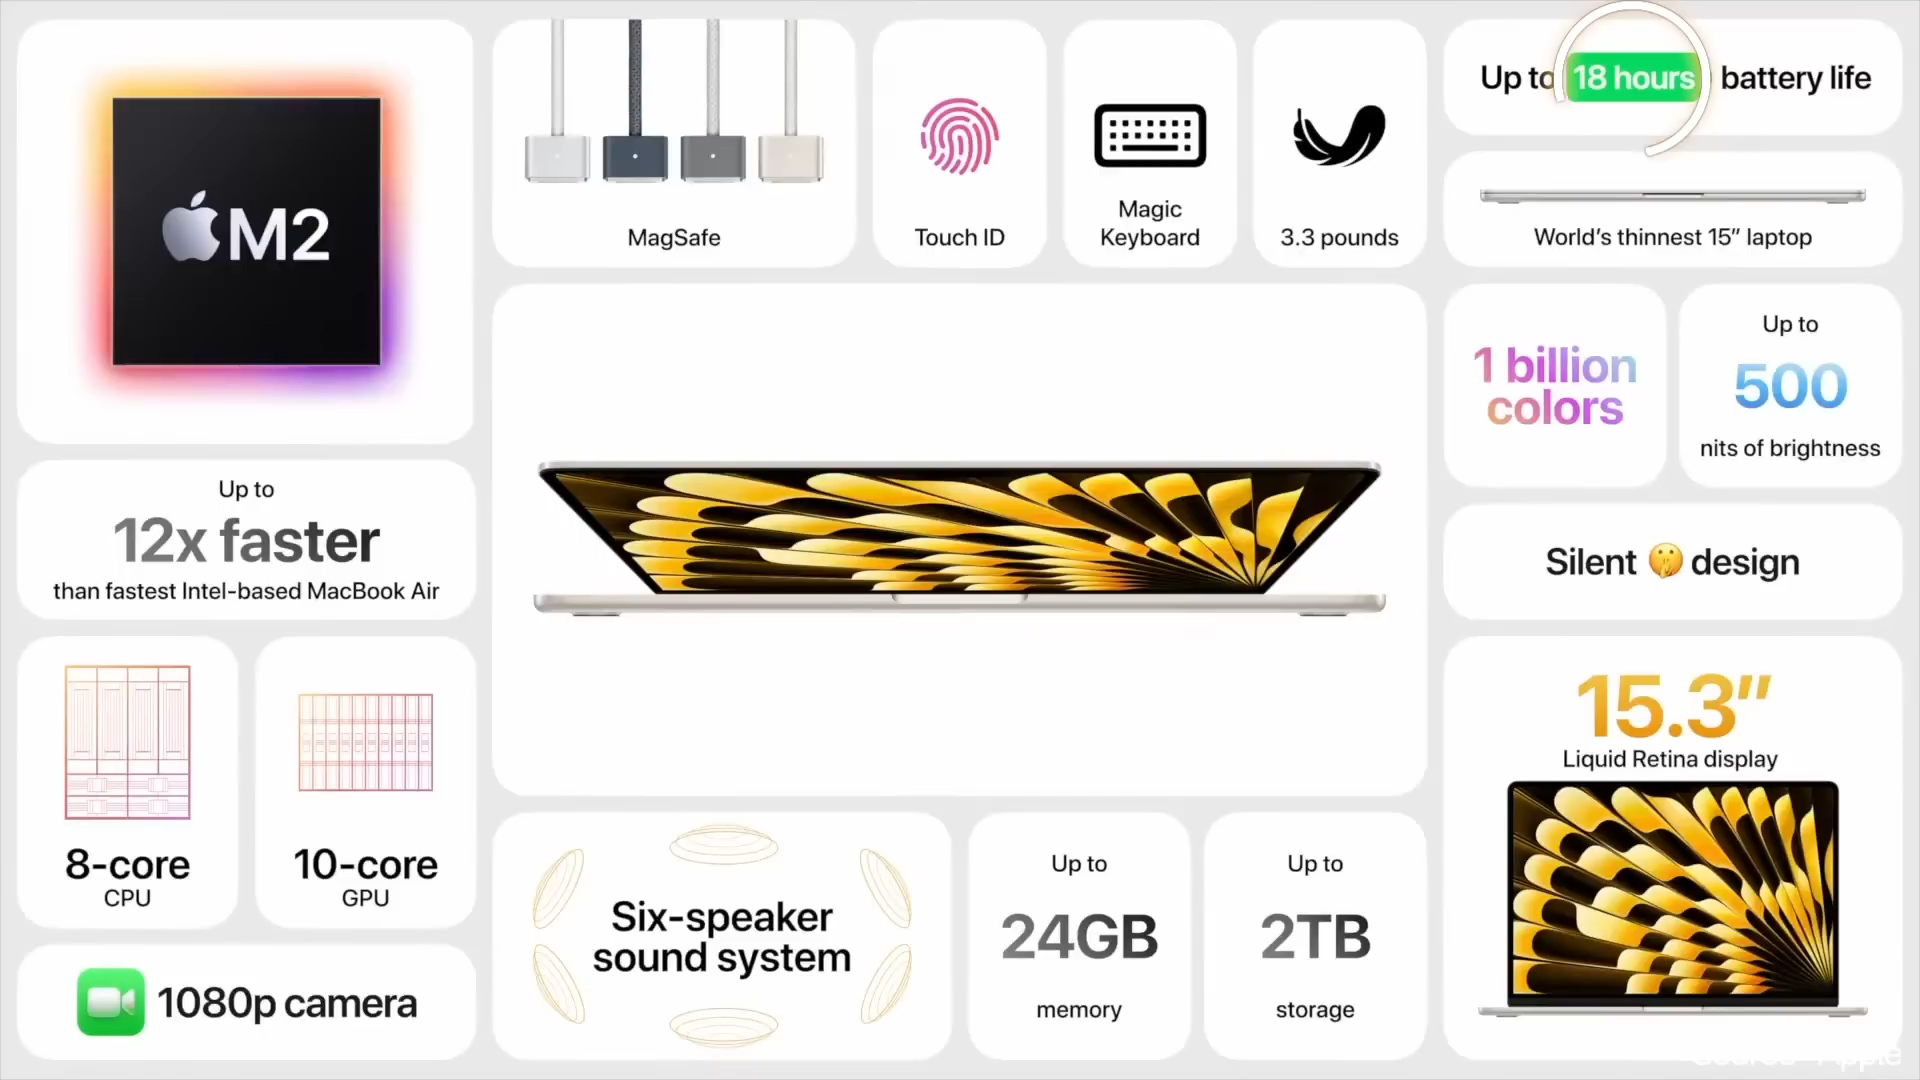 M2
MagSafe
Touch ID
Magic
Keyboard
3.3 pounds
Up to 18 hours battery life
World's thinnest 15″ laptop
1 billion
colors
Up to
500
nits of brightness
Up to
12x faster
than fastest Intel-based MacBook Air
Silent 🤫 design
8-core
CPU
10-core
GPU
15.3″
Liquid Retina display
Six-speaker
sound system
Up to
24GB
memory
Up to
2TB
storage
1080p camera
Apple